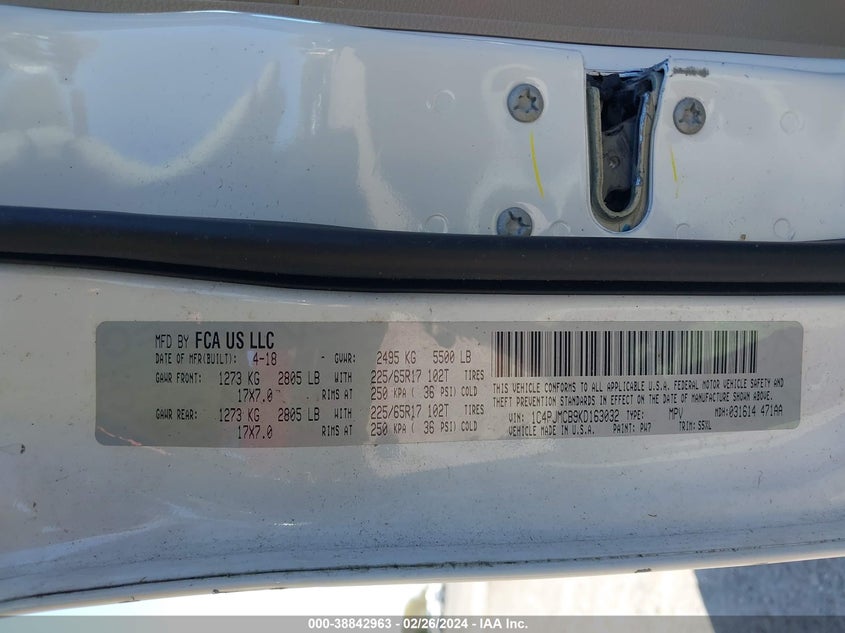 MFD BY FCA US LLC
DATE OF MFR(BUILT): 4-18 - GVWR: 2495 KG 5500 LB
GAWR FRONT: 1273 KG 2805 LB WITH 225/65R17 102T TIRES
17X7.0 RIMS AT 250 KPA ( 36 PSI) COLD
GAWR REAR: 1273 KG 2805 LB WITH 225/65R17 102T TIRES
17X7.0 RIMS AT 250 KPA ( 36 PSI) COLD
THIS VEHICLE CONFORMS TO ALL APPLICABLE U.S.A. FEDERAL MOTOR VEHICLE SAFETY AND
THEFT PREVENTION STANDARDS IN EFFECT ON THE DATE OF MANUFACTURE SHOWN ABOVE.
VIN: 1C4PJMCB9KD163032 TYPE: MPV MDH: 031614 471AA
VEHICLE MADE IN U.S.A. PAINT: PW7 TRIM: S5XL
000-38842963 - 02/26/2024 - IAA Inc.